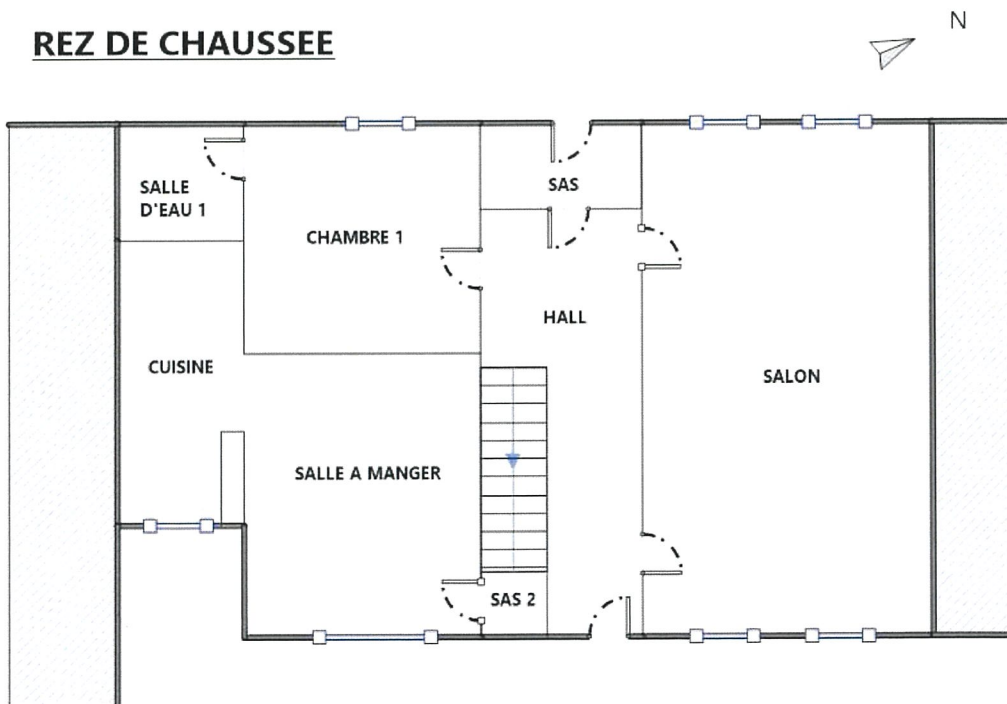 REZ DE CHAUSSEE
N
SALLE
D'EAU 1
SAS
CHAMBRE 1
HALL
CUISINE
SALON
SALLE A MANGER
SAS 2